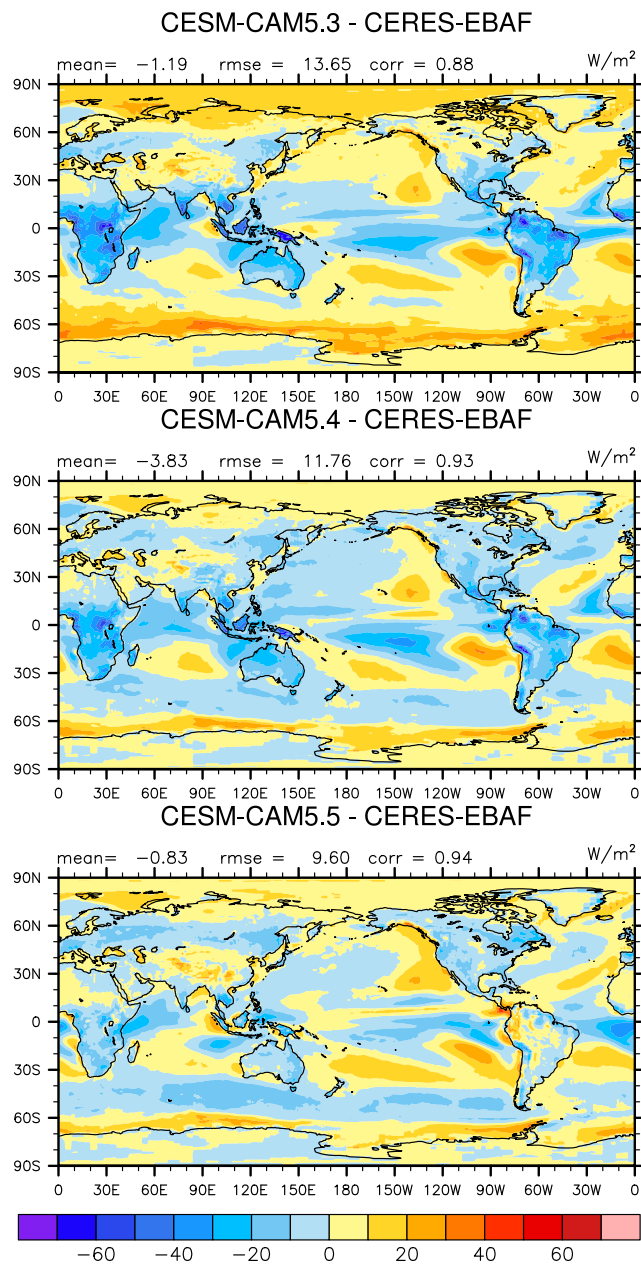 CESM-CAM5.3 - CERES-EBAF
mean= -1.19 rmse = 13.65 corr = 0.88 W/m²
90N
60N
30N
0
30S
60S
90S
0 30E 60E 90E 120E 150E 180 150W 120W 90W 60W 30W 0
CESM-CAM5.4 - CERES-EBAF
mean= -3.83 rmse = 11.76 corr = 0.93 W/m²
90N
60N
30N
0
30S
60S
90S
0 30E 60E 90E 120E 150E 180 150W 120W 90W 60W 30W 0
CESM-CAM5.5 - CERES-EBAF
mean= -0.83 rmse = 9.60 corr = 0.94 W/m²
90N
60N
30N
0
30S
60S
90S
0 30E 60E 90E 120E 150E 180 150W 120W 90W 60W 30W 0
-60 -40 -20 0 20 40 60